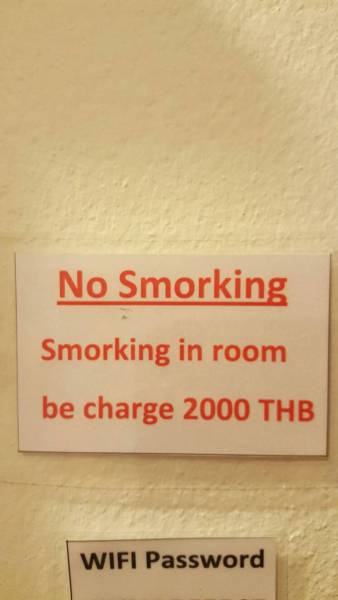 No Smorking
Smorking in room
be charge 2000 THB
WIFI Password